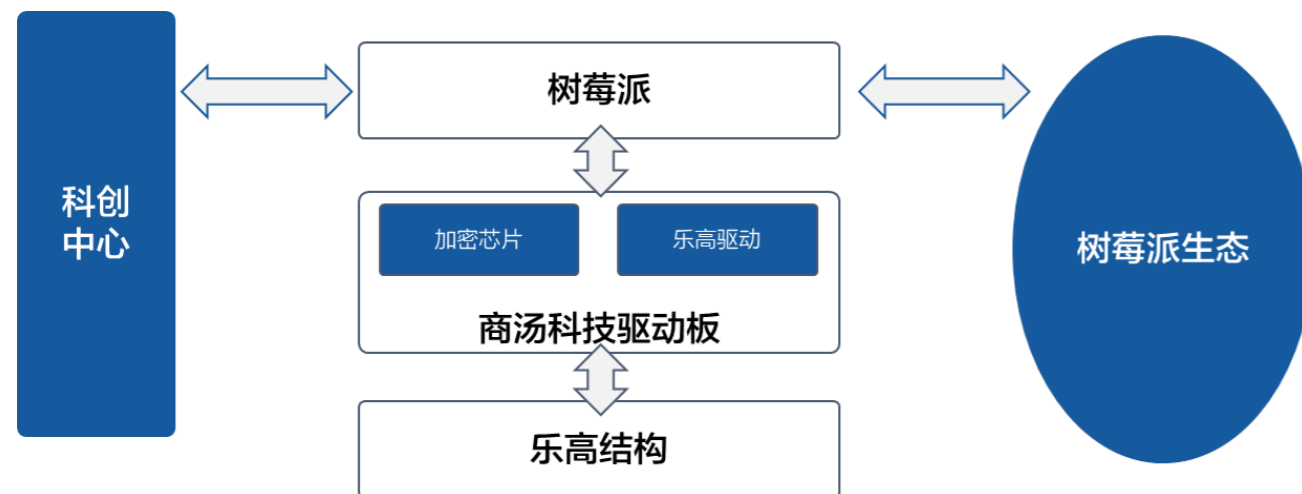 树莓派
科创
中心
加密芯片
乐高驱动
树莓派生态
商汤科技驱动板
乐高结构